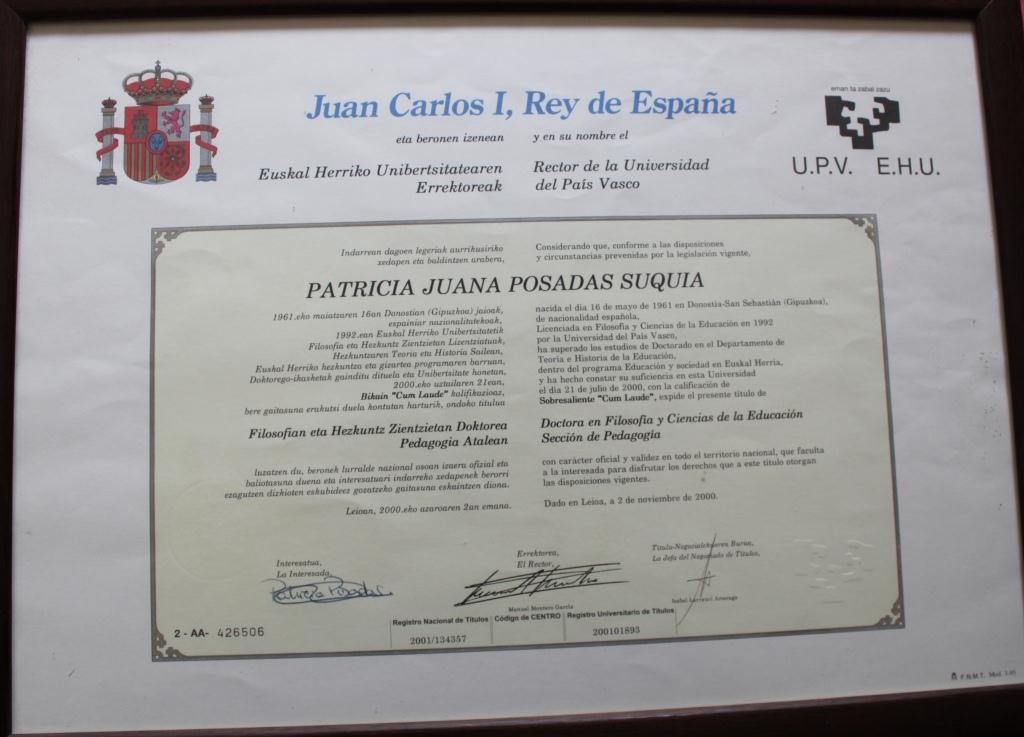 Juan Carlos I, Rey de España
eta beronen izenean
Euskal Herriko Unibertsitatearen
Errektoreak
y en su nombre el
Rector de la Universidad
del País Vasco
eman ta zabal zazu
U.P.V. E.H.U.
Indarrean dagoen legeriak aurrikusiriko
xedapen eta baldintzen arabera,
Considerando que, conforme a las disposiciones
y circunstancias prevenidas por la legislación vigente,
PATRICIA JUANA POSADAS SUQUIA
1961.eko maiatzaren 16an Donostian (Gipuzkoa) jaioak,
espainiar nazionalitatekoak,
1992.ean Euskal Herriko Unibertsitatetik
Filosofia eta Hezkuntz Zientzietan Lizentziatuak,
Hezkuntzaren Teoria eta Historia Sailean,
Euskal Herriko hezkuntza eta gizartea programaren barruan,
Doktorego-ikasketak gainditu dituela eta Unibertsitate honetan,
2000.eko uztailaren 21ean,
Bikain "Cum Laude" kalifikazioaz,
bere gaitasuna erakutsi duela kontutan harturik, ondoko titulua
Filosofian eta Hezkuntz Zientzietan Doktorea
Pedagogia Atalean
luzatzen du, beronek lurralde nazional osoan izaera ofizial eta
baliotasuna duena eta interesatuari indarreko xedapenek berorri
ezagutzen dizkioten eskubideez gozatzeko gaitasuna eskaintzen diona.
Leioan, 2000.eko azaroaren 2an emana.
nacida el día 16 de mayo de 1961 en Donostia-San Sebastián (Gipuzkoa),
de nacionalidad española,
Licenciada en Filosofía y Ciencias de la Educación en 1992
por la Universidad del País Vasco,
ha superado los estudios de Doctorado en el Departamento de
Teoría e Historia de la Educación,
dentro del programa Educación y sociedad en Euskal Herria,
y ha hecho constar su suficiencia en esta Universidad
el día 21 de julio de 2000, con la calificación de
Sobresaliente "Cum Laude", expide el presente título de
Doctora en Filosofía y Ciencias de la Educación
Sección de Pedagogía
con carácter oficial y validez en todo el territorio nacional, que faculta
a la interesada para disfrutar los derechos que a este título otorgan
las disposiciones vigentes.
Dado en Leioa, a 2 de noviembre de 2000.
Interesatua,
La Interesada,
Patricia Posadas
Errektorea,
El Rector,
Manuel Montero García
Titulu-Negoziatuaren Burua,
La Jefa del Negociado de Títulos,
Isabel
2 - AA- 426506
Registro Nacional de Títulos
2001/134357
Código de CENTRO
Registro Universitario de Títulos
200101893
F.N.M.T.